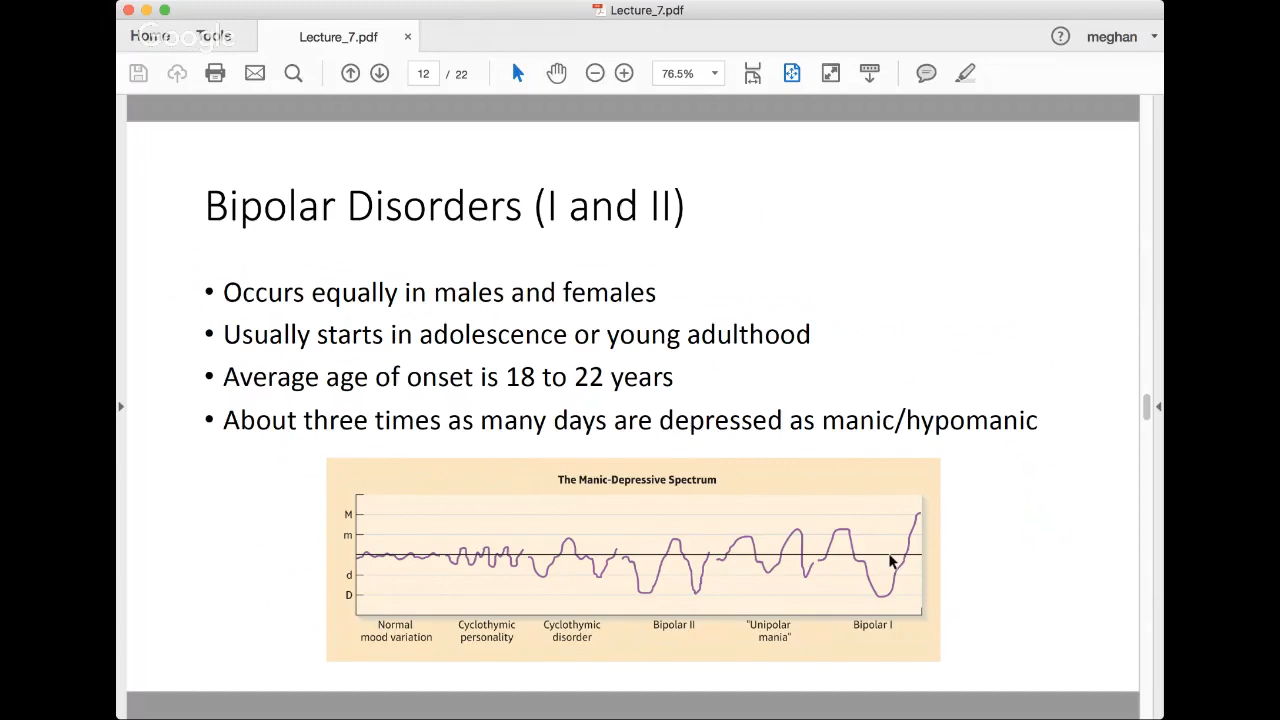 Lecture_7.pdf
Home Tools Lecture_7.pdf × ? meghan
Google
12 / 22 76.5%
Bipolar Disorders (I and II)
• Occurs equally in males and females
• Usually starts in adolescence or young adulthood
• Average age of onset is 18 to 22 years
• About three times as many days are depressed as manic/hypomanic
The Manic-Depressive Spectrum
M
m
d
D
Normal mood variation
Cyclothymic personality
Cyclothymic disorder
Bipolar II
"Unipolar mania"
Bipolar I